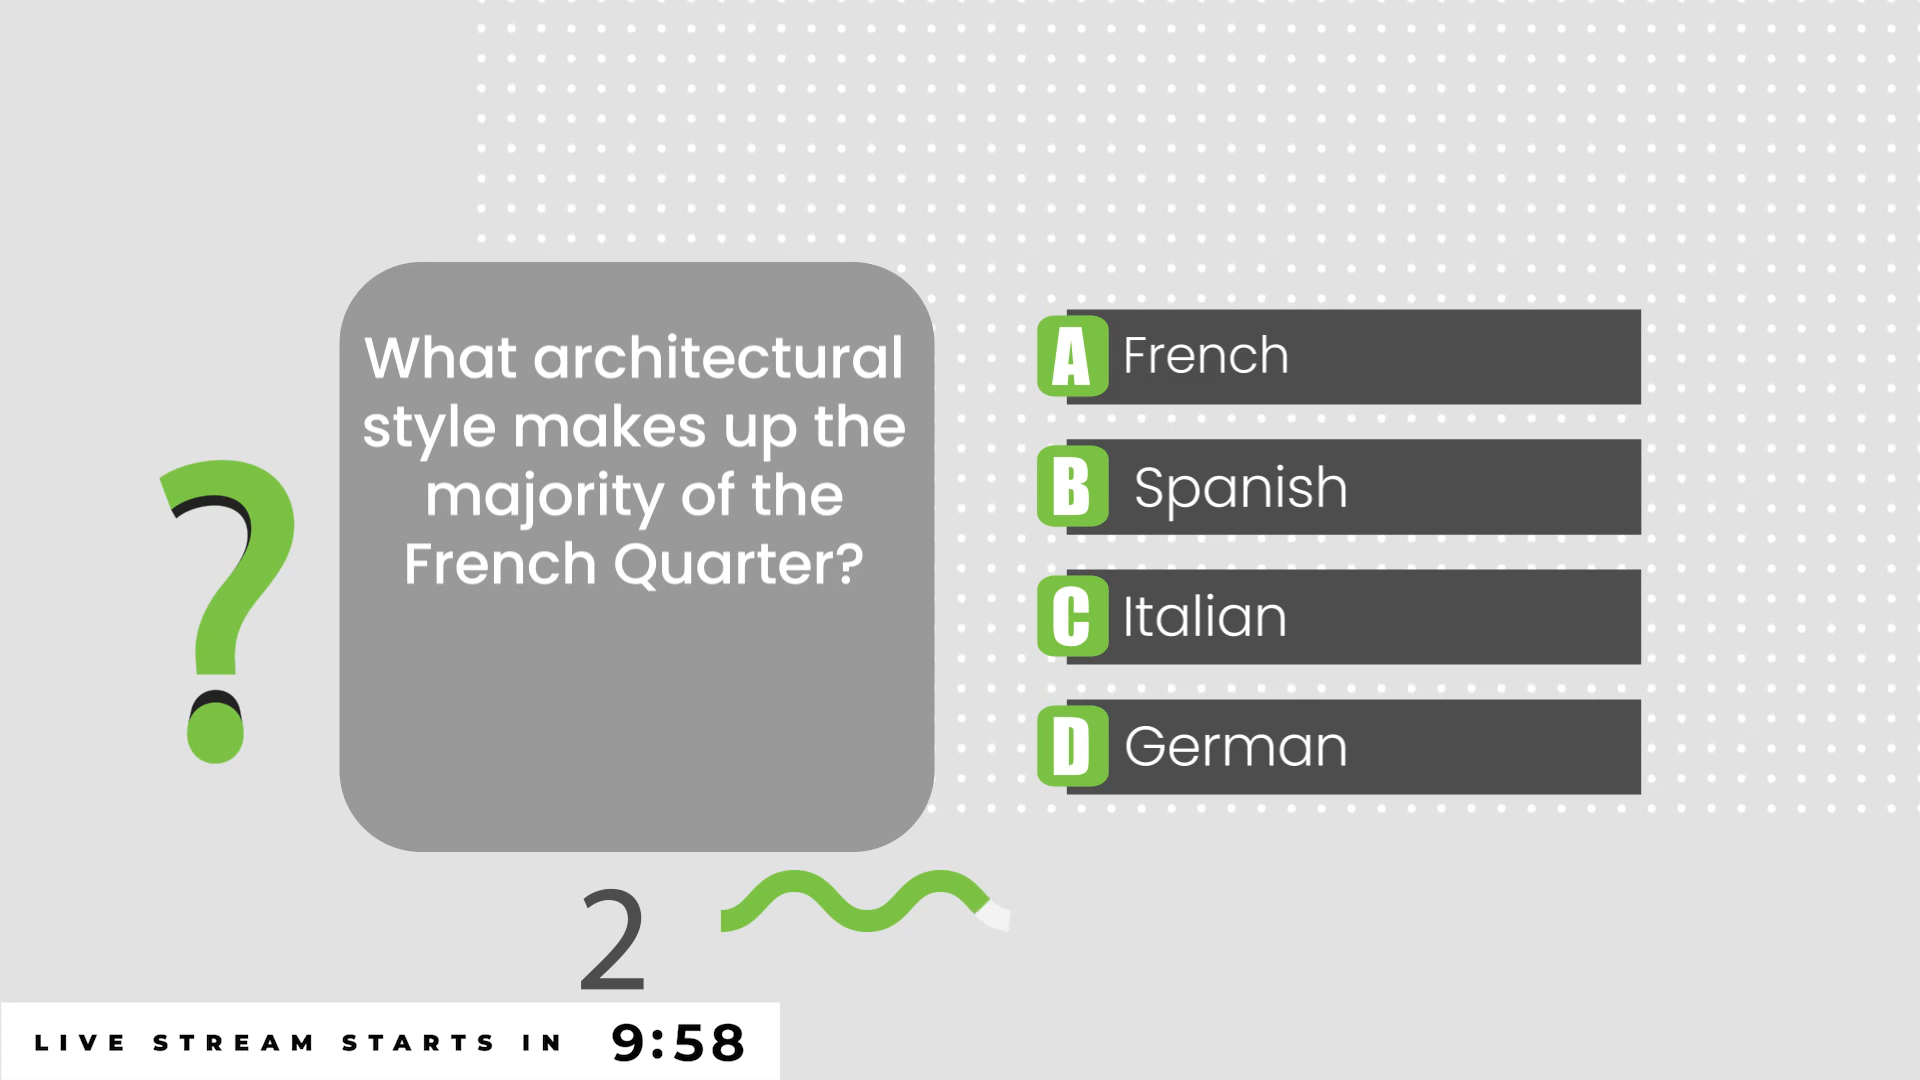 What architectural
style makes up the
majority of the
French Quarter?
A French
B Spanish
C Italian
D German
?
2
LIVE STREAM STARTS IN 9:58